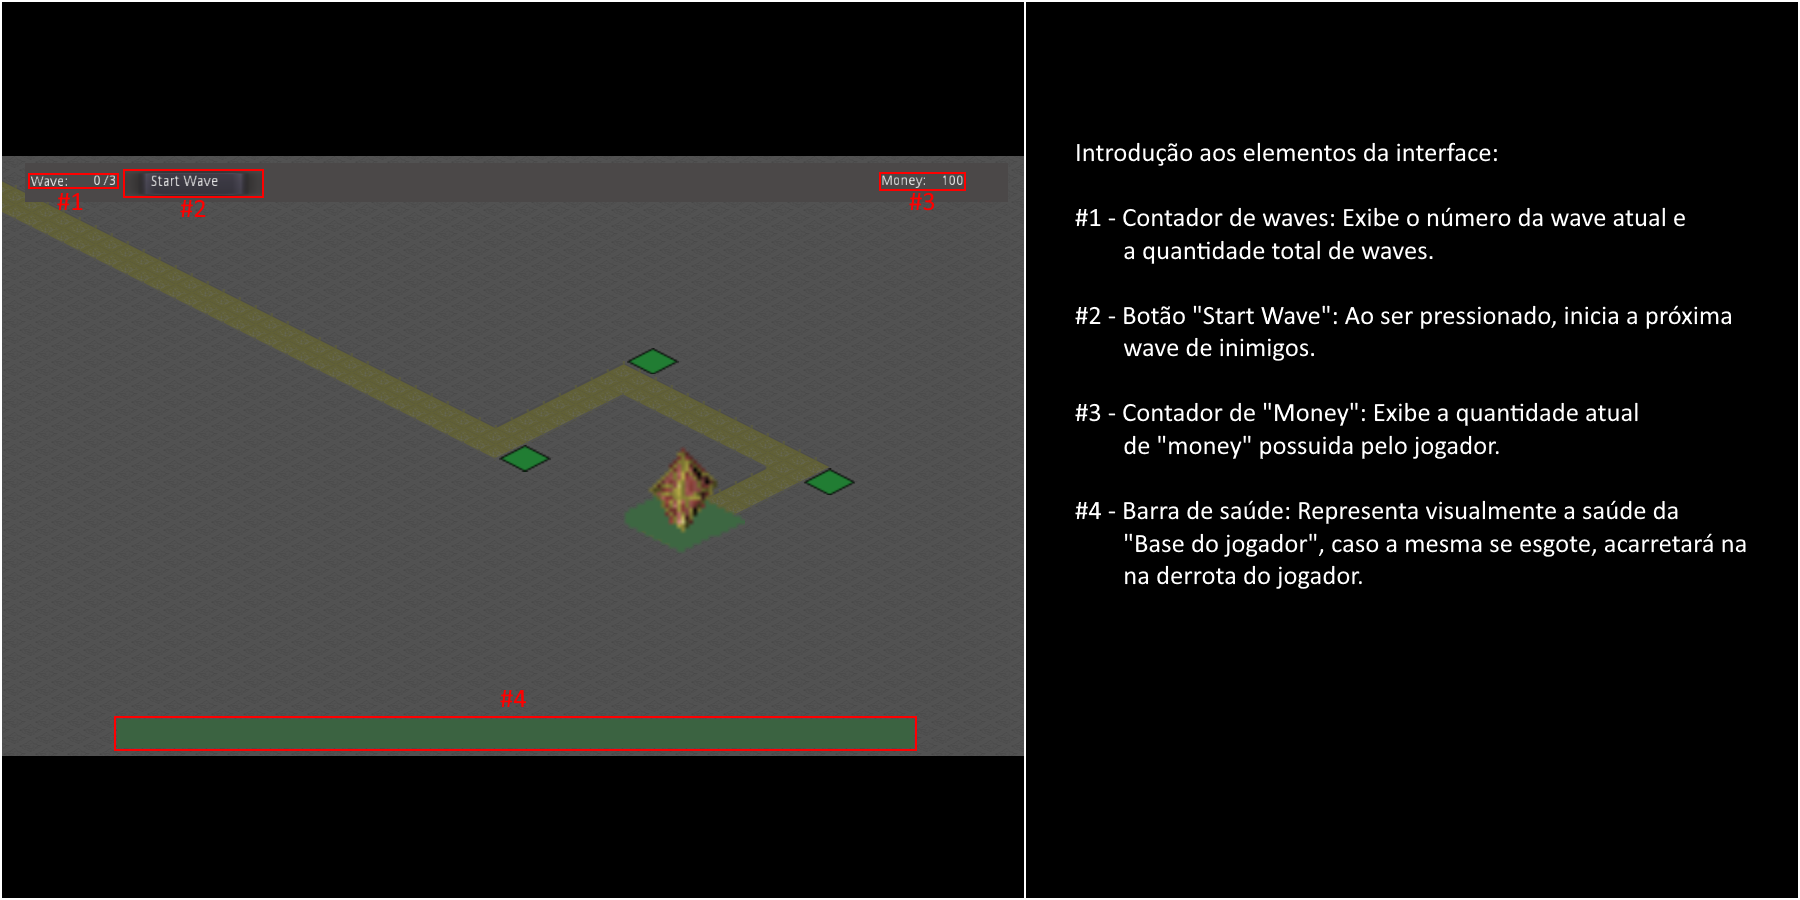 Wave: 0/3
Start Wave
Money: 100
#1
#2
#3
#4
Introdução aos elementos da interface:
#1 - Contador de waves: Exibe o número da wave atual e
a quantidade total de waves.
#2 - Botão "Start Wave": Ao ser pressionado, inicia a próxima
wave de inimigos.
#3 - Contador de "Money": Exibe a quantidade atual
de "money" possuida pelo jogador.
#4 - Barra de saúde: Representa visualmente a saúde da
"Base do jogador", caso a mesma se esgote, acarretará na
na derrota do jogador.